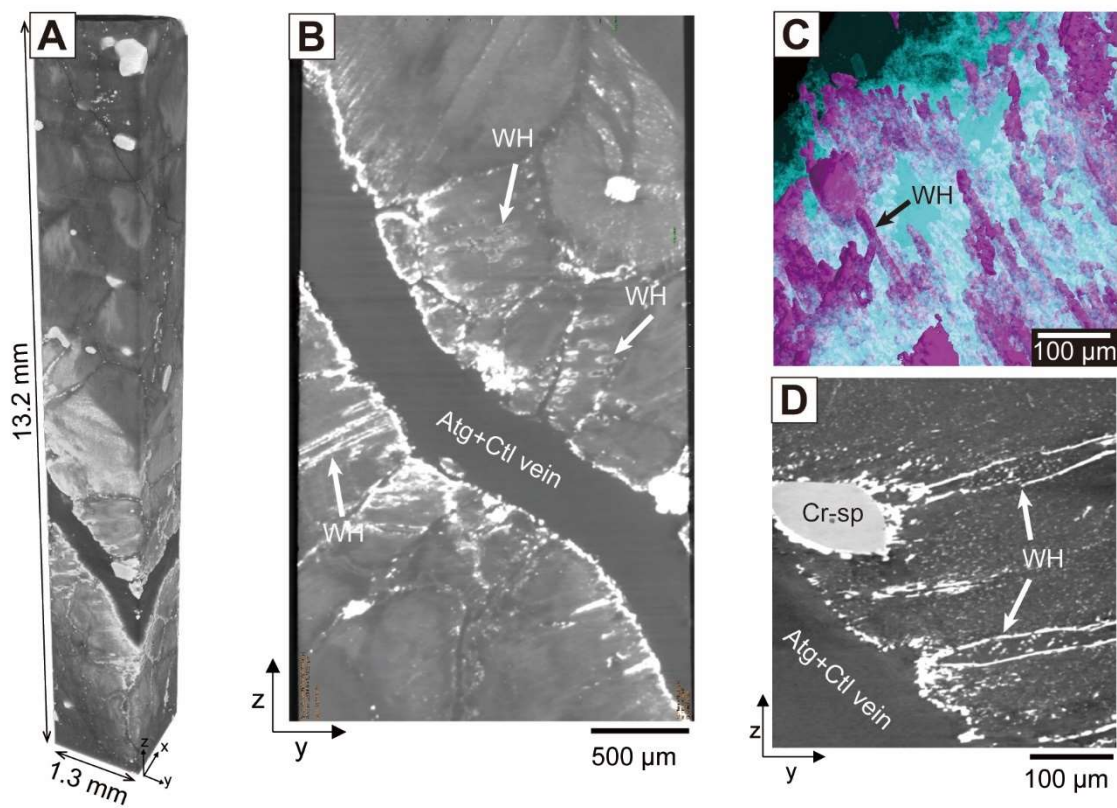 A
13.2 mm
1.3 mm
z
x
y
B
WH
WH
WH
Atg+Ctl vein
z
y
500 µm
C
WH
100 µm
D
Cr-sp
WH
Atg+Ctl vein
z
y
100 µm